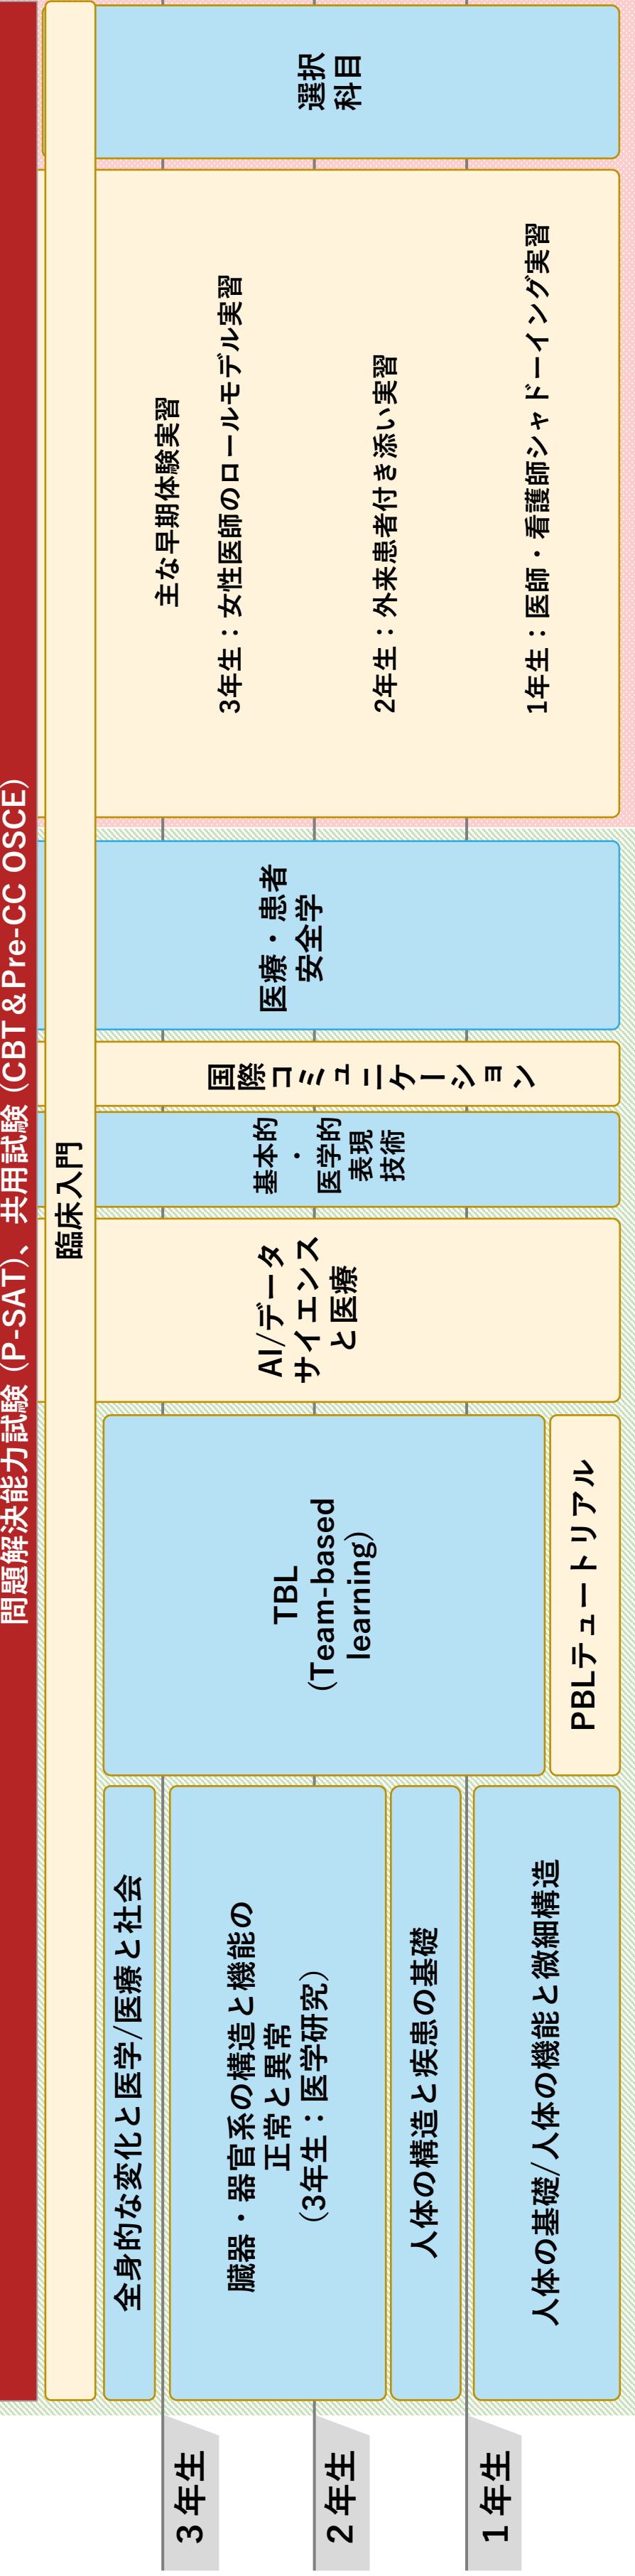 問題解決能力試験（P-SAT）、共用試験（CBT＆Pre-CC OSCE）
臨床入門
3年生
2年生
1年生
全身的な変化と医学/医療と社会
臓器・器官系の構造と機能の
正常と異常
（3年生：医学研究）
人体の構造と疾患の基礎
人体の基礎/人体の機能と微細構造
TBL
（Team-based
learning）
PBLテュートリアル
AI/データ
サイエンス
と医療
基本的
・
医学的
表現
技術
国際コミュニケーション
医療・患者
安全学
主な早期体験実習
3年生：女性医師のロールモデル実習
2年生：外来患者付き添い実習
1年生：医師・看護師シャドーイング実習
選択
科目